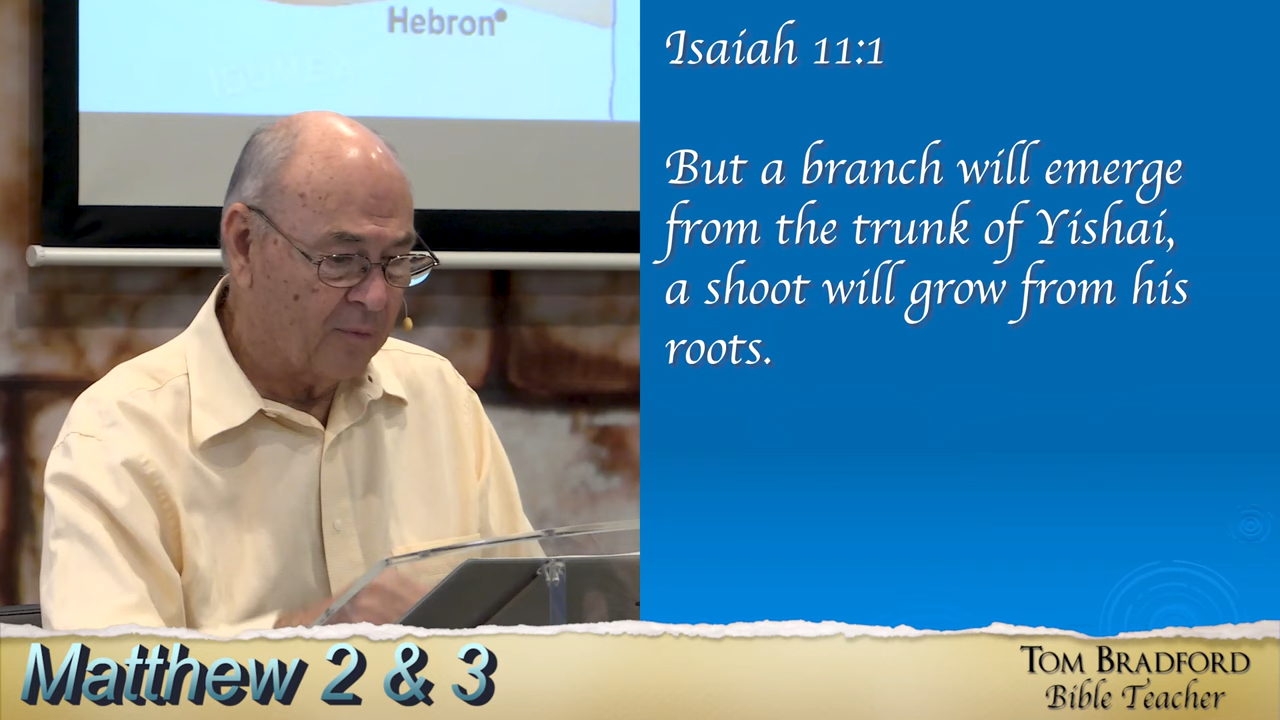 Hebron
Isaiah 11:1
But a branch will emerge
from the trunk of Yishai,
a shoot will grow from his
roots.
Matthew 2 & 3
Tom Bradford
Bible Teacher